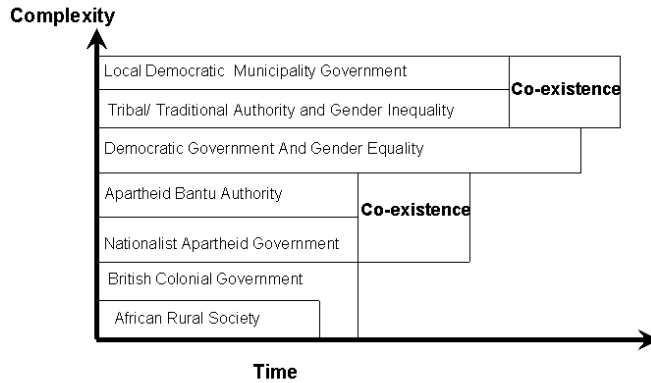 Complexity
Local Democratic Municipality Government
Co-existence
Tribal/ Traditional Authority and Gender Inequality
Democratic Government And Gender Equality
Apartheid Bantu Authority
Co-existence
Nationalist Apartheid Government
British Colonial Government
African Rural Society
Time